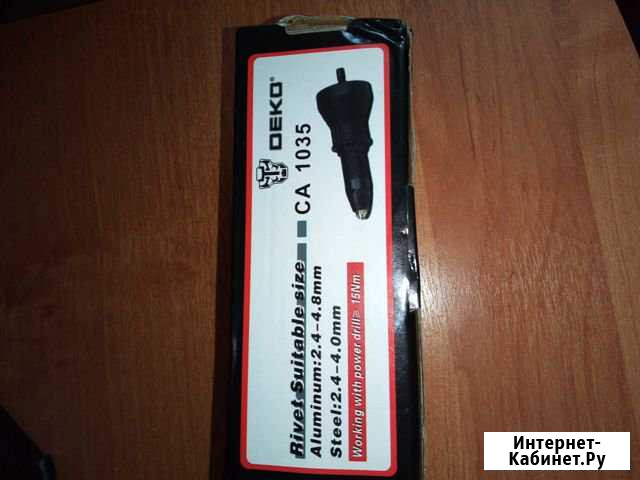 DEKO®
CA 1035
Rivet Suitable size
Aluminum:2.4-4.8mm
Steel:2.4-4.0mm
Working with power drill≥ 15Nm
Интернет-
Кабинет.Ру